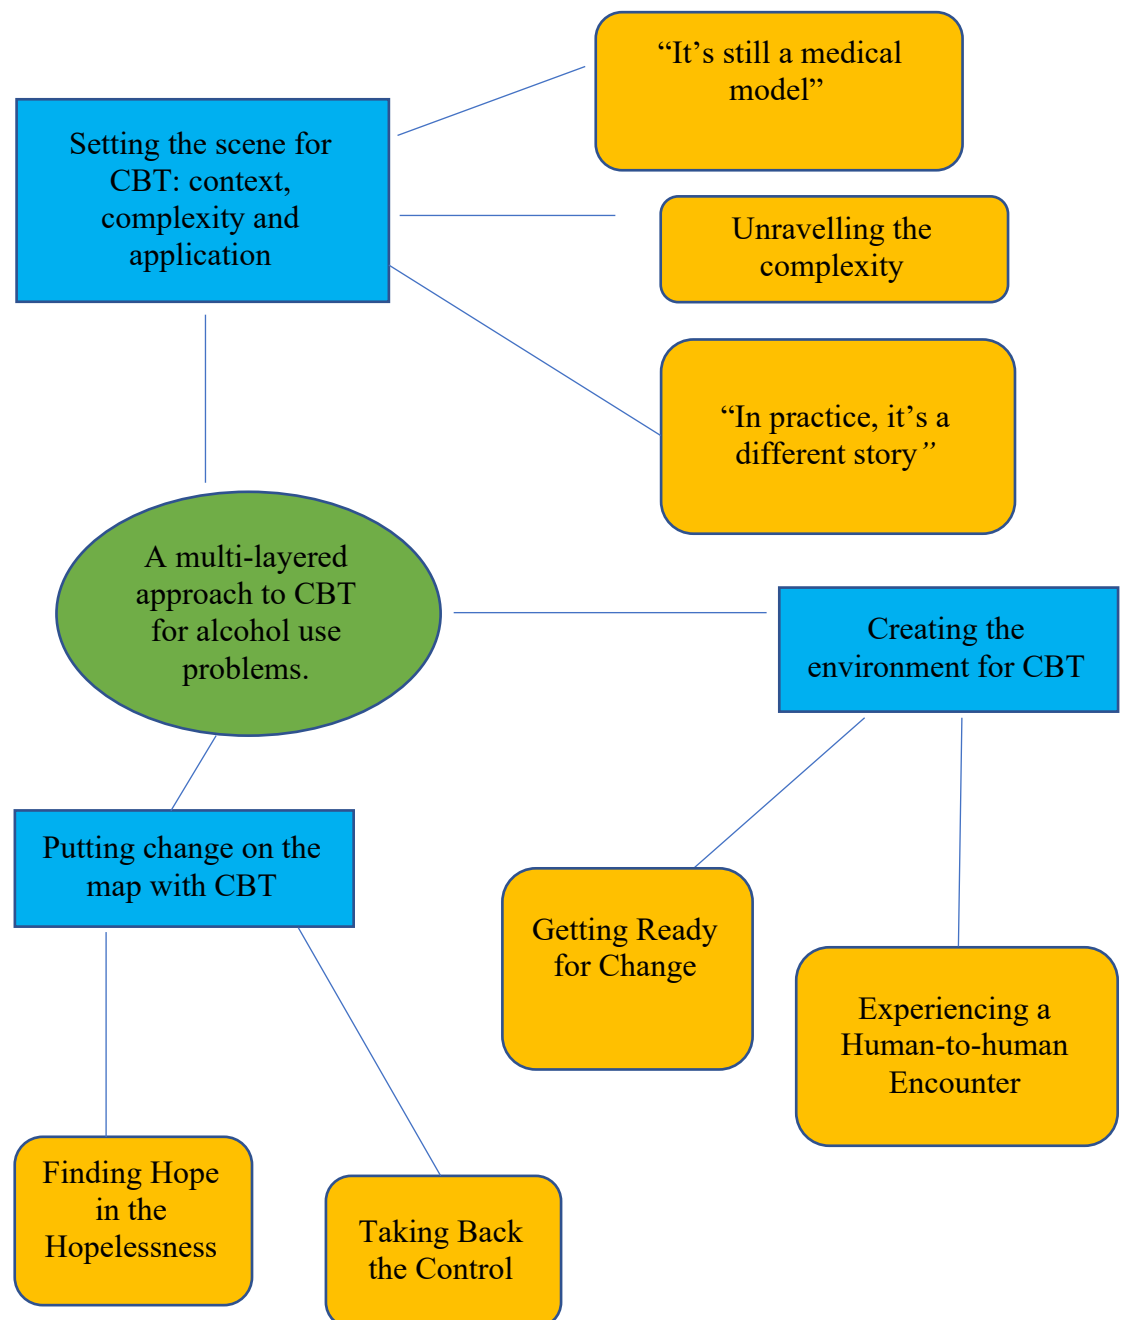 “It’s still a medical
model”
Setting the scene for
CBT: context,
complexity and
application
Unravelling the
complexity
“In practice, it’s a
different story”
A multi-layered
approach to CBT
for alcohol use
problems.
Creating the
environment for CBT
Putting change on the
map with CBT
Getting Ready
for Change
Experiencing a
Human-to-human
Encounter
Finding Hope
in the
Hopelessness
Taking Back
the Control